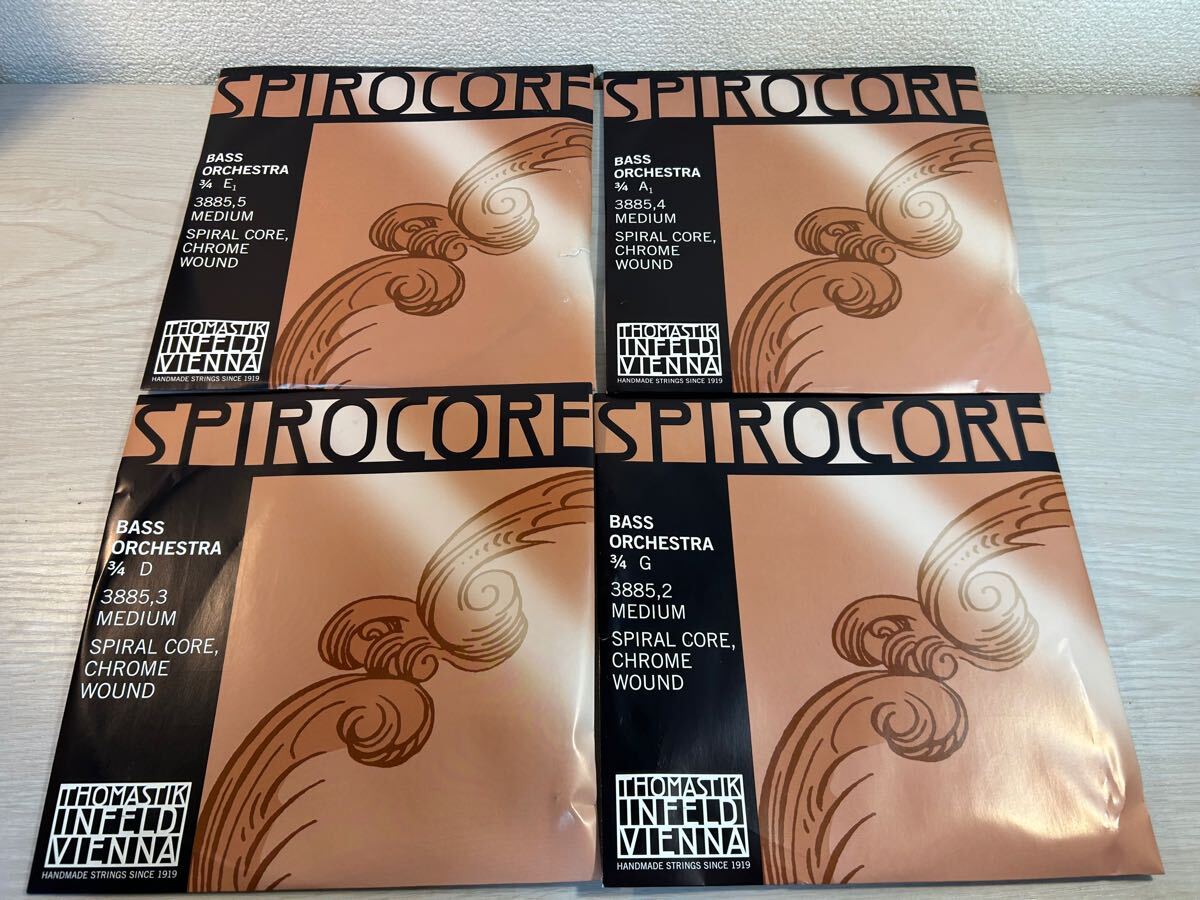 SPIROCORE
BASS
ORCHESTRA
¾ E₁
3885,5
MEDIUM
SPIRAL CORE,
CHROME
WOUND
THOMASTIK
INFELD
VIENNA
HANDMADE STRINGS SINCE 1919
SPIROCORE
BASS
ORCHESTRA
¾ A₁
3885,4
MEDIUM
SPIRAL CORE,
CHROME
WOUND
THOMASTIK
INFELD
VIENNA
HANDMADE STRINGS SINCE 1919
SPIROCORE
BASS
ORCHESTRA
¾ D
3885,3
MEDIUM
SPIRAL CORE,
CHROME
WOUND
THOMASTIK
INFELD
VIENNA
HANDMADE STRINGS SINCE 1919
SPIROCORE
BASS
ORCHESTRA
¾ G
3885,2
MEDIUM
SPIRAL CORE,
CHROME
WOUND
THOMASTIK
INFELD
VIENNA
HANDMADE STRINGS SINCE 1919